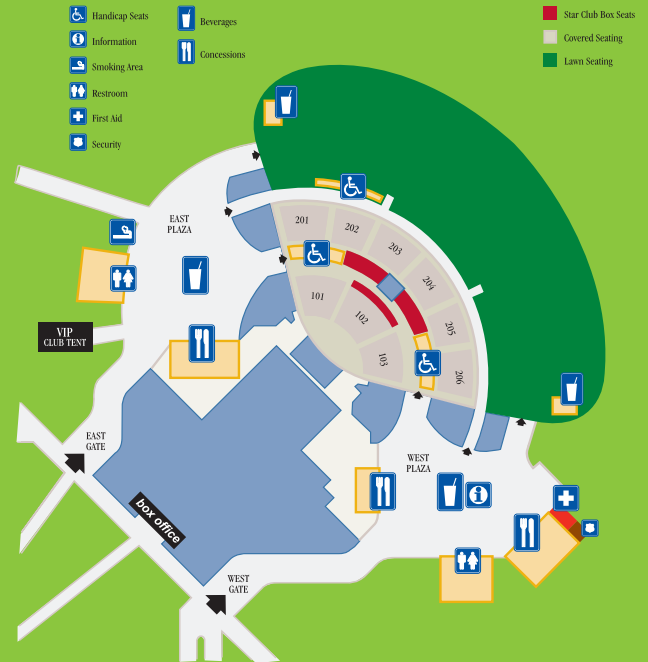 Handicap Seats
Information
Smoking Area
Restroom
First Aid
Security
Beverages
Concessions
Star Club Box Seats
Covered Seating
Lawn Seating
EAST
PLAZA
201
202
203
204
205
206
101
102
103
VIP
CLUB TENT
EAST
GATE
box office
WEST
PLAZA
WEST
GATE